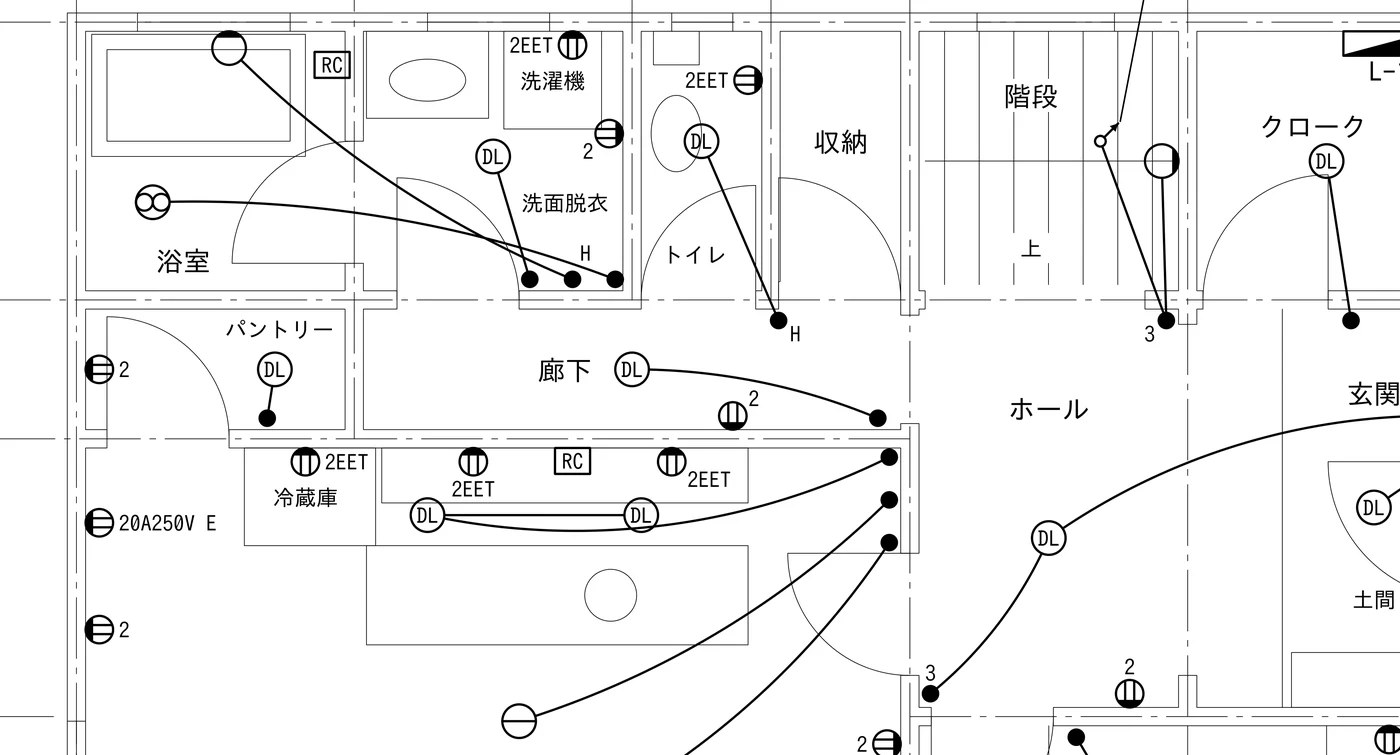 2EET
RC
L-
洗濯機
2EET
階段
クローク
2
DL
DL
収納
DL
洗面脱衣
H
トイレ
上
浴室
パントリー
H
3
2
DL
廊下
DL
2
ホール
玄関
2EET
RC
2EET
2EET
冷蔵庫
DL
DL
DL
20A250V E
DL
土間
2
3
2
2